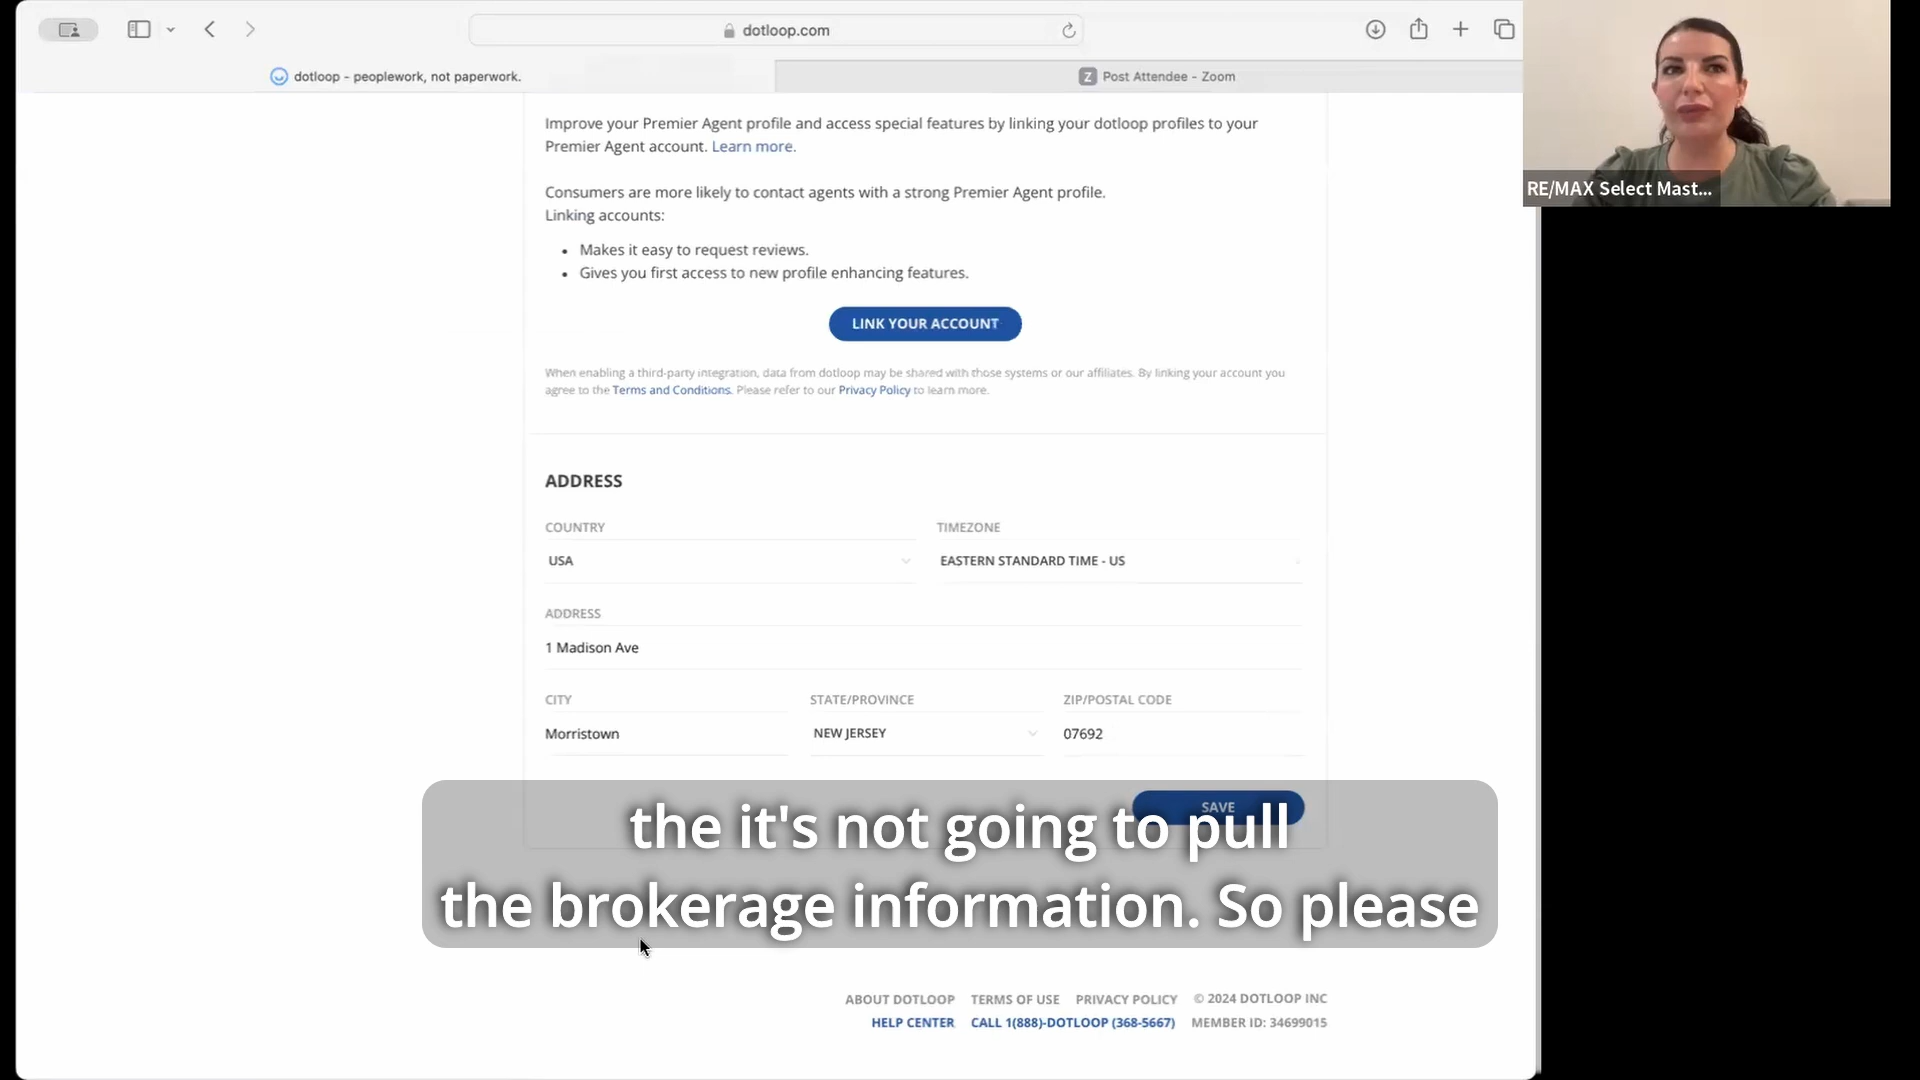 dotloop.com
dotloop – peoplework, not paperwork.
Z Post Attendee - Zoom
RE/MAX Select Mast...
Improve your Premier Agent profile and access special features by linking your dotloop profiles to your
Premier Agent account. Learn more.
Consumers are more likely to contact agents with a strong Premier Agent profile.
Linking accounts:
• Makes it easy to request reviews.
• Gives you first access to new profile enhancing features.
LINK YOUR ACCOUNT
When enabling a third-party integration, data from dotloop may be shared with those systems or our affiliates. By linking your account you
agree to the Terms and Conditions. Please refer to our Privacy Policy to learn more.
ADDRESS
COUNTRY TIMEZONE
USA EASTERN STANDARD TIME - US
ADDRESS
1 Madison Ave
CITY STATE/PROVINCE ZIP/POSTAL CODE
Morristown NEW JERSEY 07692
SAVE
the it's not going to pull
the brokerage information. So please
ABOUT DOTLOOP TERMS OF USE PRIVACY POLICY © 2024 DOTLOOP INC
HELP CENTER CALL 1(888)-DOTLOOP (368-5667) MEMBER ID: 34699015